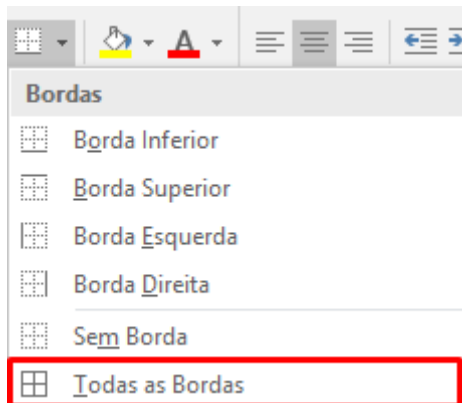 A
Bordas
Borda Inferior
Borda Superior
Borda Esquerda
Borda Direita
Sem Borda
Todas as Bordas